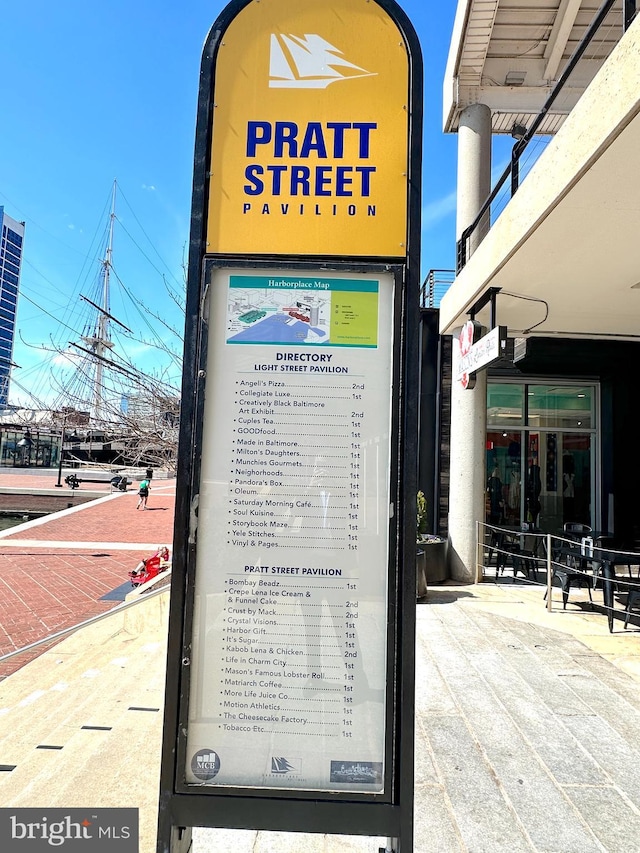 PRATT
STREET
PAVILION
Harborplace Map
DIRECTORY
LIGHT STREET PAVILION
• Angeli's Pizza 2nd
• Collegiate Luxe 1st
• Creatively Black Baltimore
Art Exhibit 2nd
• Cuples Tea 1st
• GOODfood 1st
• Made in Baltimore 1st
• Milton's Daughters 1st
• Munchies Gourmets 1st
• Neighorhoods 1st
• Pandora's Box 1st
• Oleum 1st
• Saturday Morning Café 1st
• Soul Kuisine 1st
• Storybook Maze 1st
• Yele Stitches 1st
• Vinyl & Pages 1st
PRATT STREET PAVILION
• Bombay Beadz 1st
• Crepe Lena Ice Cream &
& Funnel Cake 2nd
• Crust by Mack 2nd
• Crystal Visions 1st
• Harbor Gift 1st
• It's Sugar 1st
• Kabob Lena & Chicken 2nd
• Life in Charm City 1st
• Mason's Famous Lobster Roll 1st
• Matriarch Coffee 1st
• More Life Juice Co 1st
• Motion Athletics 1st
• The Cheesecake Factory 1st
• Tobacco Etc. 1st
MCB
bright MLS